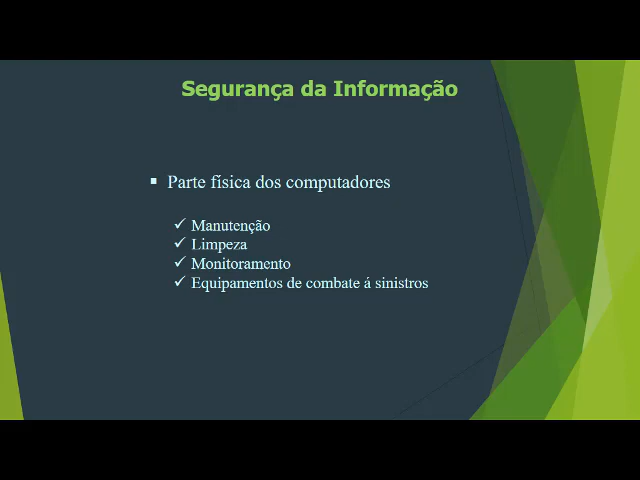 Segurança da Informação
▪ Parte física dos computadores
✓ Manutenção
✓ Limpeza
✓ Monitoramento
✓ Equipamentos de combate á sinistros